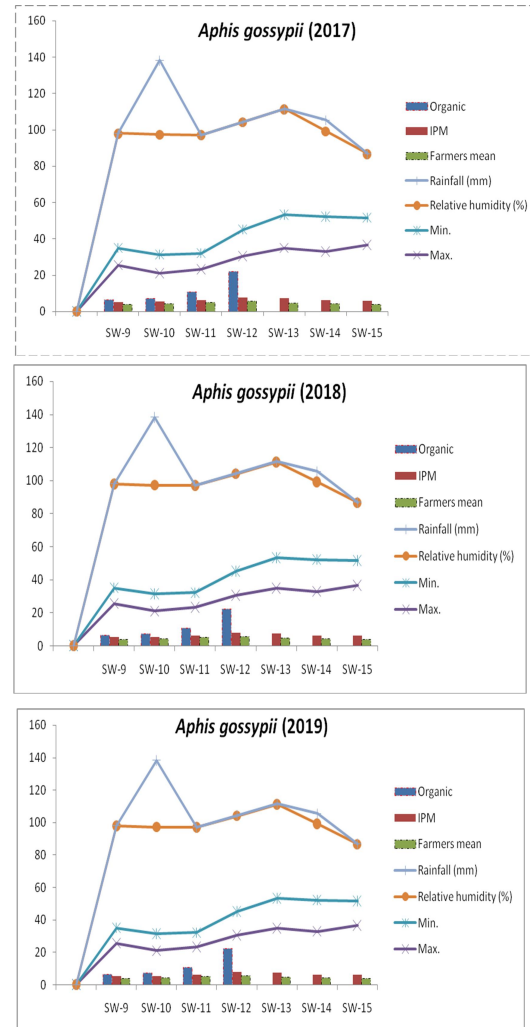 Aphis gossypii (2017)
160
140
120
100
80
60
40
20
0
SW-9 SW-10 SW-11 SW-12 SW-13 SW-14 SW-15
Organic
IPM
Farmers mean
Rainfall (mm)
Relative humidity (%)
Min.
Max.
Aphis gossypii (2018)
160
140
120
100
80
60
40
20
0
SW-9 SW-10 SW-11 SW-12 SW-13 SW-14 SW-15
Organic
IPM
Farmers mean
Rainfall (mm)
Relative humidity (%)
Min.
Max.
Aphis gossypii (2019)
160
140
120
100
80
60
40
20
0
SW-9 SW-10 SW-11 SW-12 SW-13 SW-14 SW-15
Organic
IPM
Farmers mean
Rainfall (mm)
Relative humidity (%)
Min.
Max.